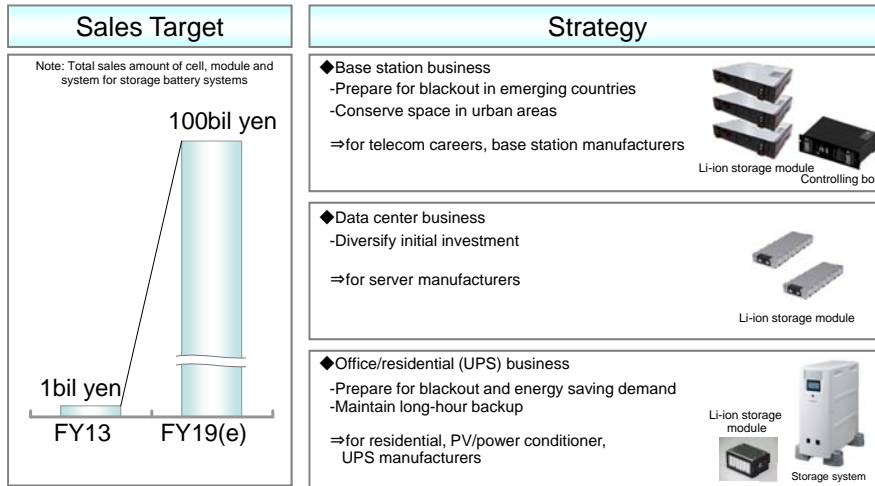 Sales Target
Note: Total sales amount of cell, module and
system for storage battery systems
100bil yen
1bil yen
FY13
FY19(e)
Strategy
◆Base station business
-Prepare for blackout in emerging countries
-Conserve space in urban areas
⇒for telecom careers, base station manufacturers
Li-ion storage module
Controlling bo
◆Data center business
-Diversify initial investment
⇒for server manufacturers
Li-ion storage module
◆Office/residential (UPS) business
-Prepare for blackout and energy saving demand
-Maintain long-hour backup
⇒for residential, PV/power conditioner,
UPS manufacturers
Li-ion storage
module
Storage system